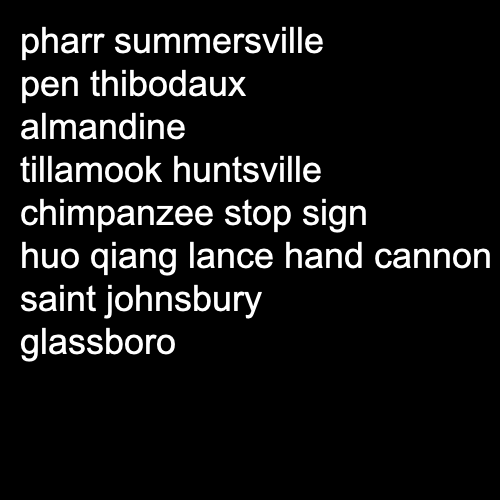 pharr summersville
pen thibodaux
almandine
tillamook huntsville
chimpanzee stop sign
huo qiang lance hand cannon
saint johnsbury
glassboro